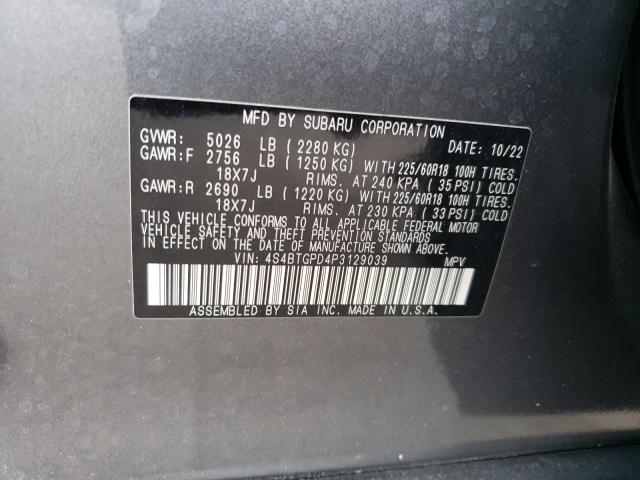 MFD BY SUBARU CORPORATION
GVWR: 5026 LB ( 2280 KG) DATE: 10/22
GAWR:F 2756 LB ( 1250 KG) WITH 225/60R18 100H TIRES.
18X7J RIMS. AT 240 KPA ( 35 PSI) COLD
GAWR:R 2690 LB ( 1220 KG) WITH 225/60R18 100H TIRES.
18X7J RIMS. AT 230 KPA ( 33 PSI) COLD
THIS VEHICLE CONFORMS TO ALL APPLICABLE FEDERAL MOTOR
VEHICLE SAFETY AND THEFT PREVENTION STANDARDS
IN EFFECT ON THE DATE OF MANUFACTURE SHOWN ABOVE.
VIN: 4S4BTGPD4P3129039 MPV
ASSEMBLED BY SIA INC. MADE IN U.S.A.